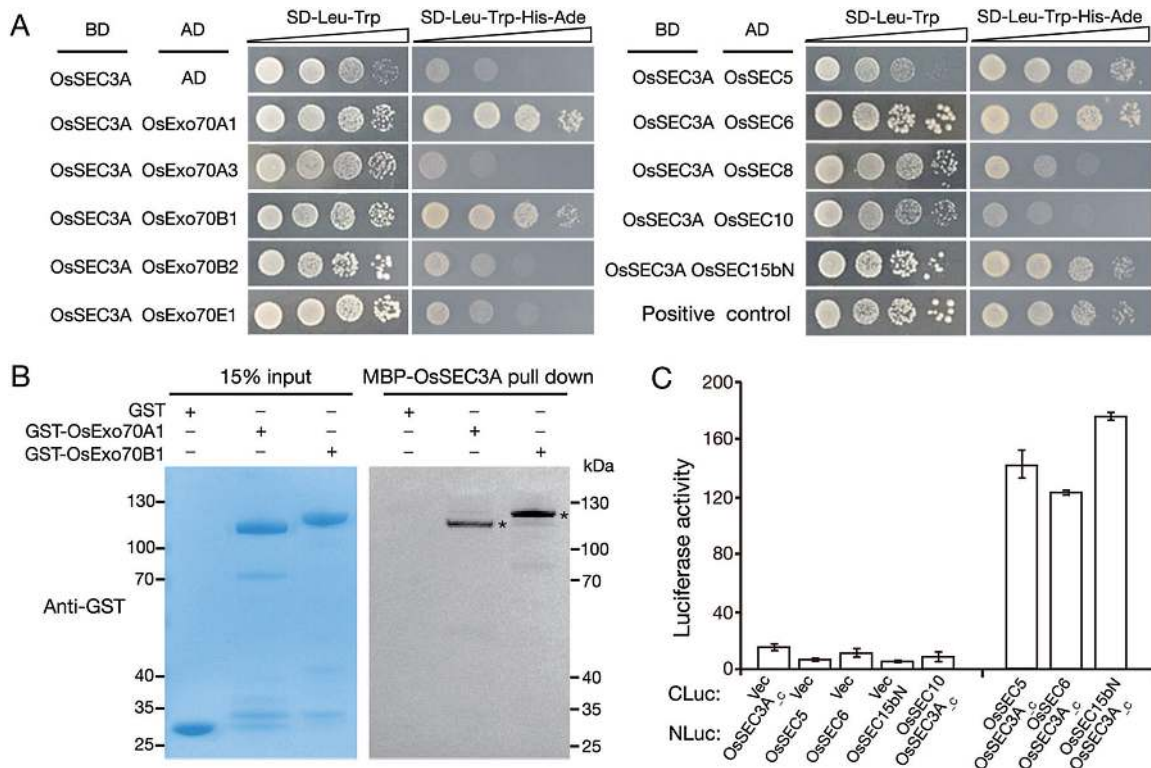 A
BD AD SD-Leu-Trp SD-Leu-Trp-His-Ade
OsSEC3A AD
OsSEC3A OsExo70A1
OsSEC3A OsExo70A3
OsSEC3A OsExo70B1
OsSEC3A OsExo70B2
OsSEC3A OsExo70E1
BD AD SD-Leu-Trp SD-Leu-Trp-His-Ade
OsSEC3A OsSEC5
OsSEC3A OsSEC6
OsSEC3A OsSEC8
OsSEC3A OsSEC10
OsSEC3A OsSEC15bN
Positive control
B
15% input MBP-OsSEC3A pull down
GST + – – + – –
GST-OsExo70A1 – + – – + –
GST-OsExo70B1 – – + – – +
kDa
130
100
70
40
35
25
Anti-GST
*
*
130
100
70
40
35
25
C
Luciferase activity
200
160
120
80
40
0
CLuc:
NLuc:
Vec
OsSEC3A_C
Vec
OsSEC5
Vec
OsSEC6
Vec
OsSEC15bN
OsSEC10
OsSEC3A_C
OsSEC5
OsSEC3A_C
OsSEC6
OsSEC3A_C
OsSEC15bN
OsSEC3A_C